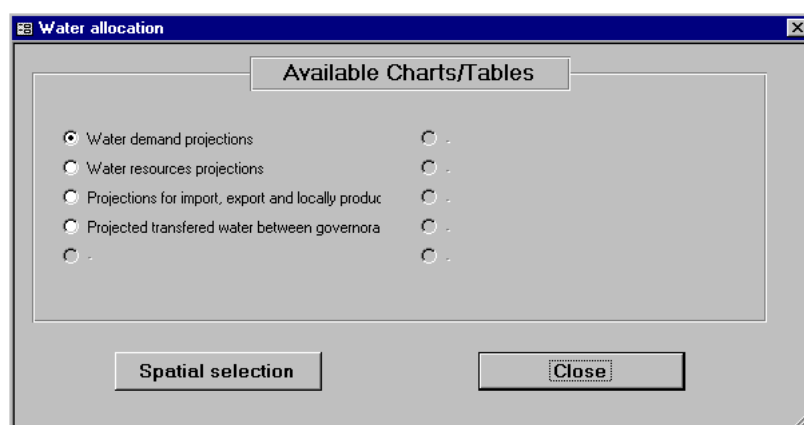 Water allocation
Available Charts/Tables
Water demand projections
Water resources projections
Projections for import, export and locally produc
Projected transfered water between governora
-
-
-
-
-
-
Spatial selection
Close